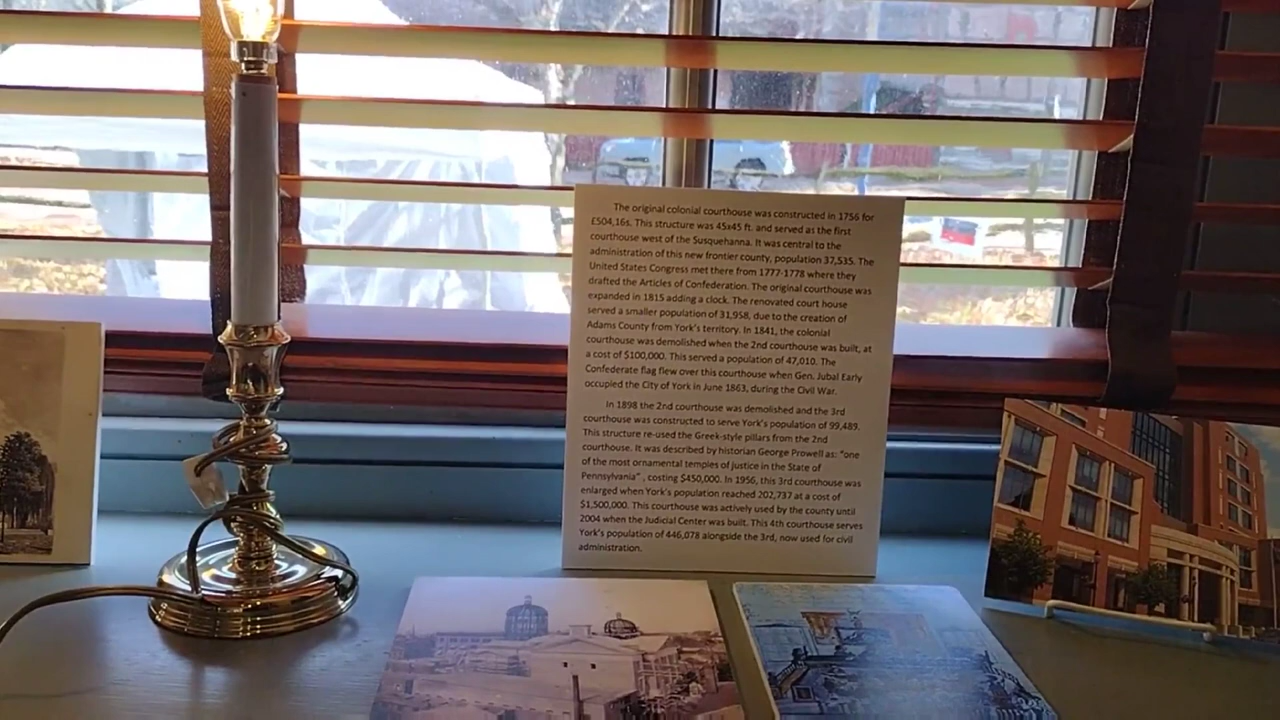 The original colonial courthouse was constructed in 1756 for
£504,16s. This structure was 45x45 ft. and served as the first
courthouse west of the Susquehanna. It was central to the
administration of this new frontier county, population 37,535. The
United States Congress met there from 1777-1778 where they
drafted the Articles of Confederation. The original courthouse was
expanded in 1815 adding a clock. The renovated court house
served a smaller population of 31,958, due to the creation of
Adams County from York's territory. In 1841, the colonial
courthouse was demolished when the 2nd courthouse was built, at
a cost of $100,000. This served a population of 47,010. The
Confederate flag flew over this courthouse when Gen. Jubal Early
occupied the City of York in June 1863, during the Civil War.
In 1898 the 2nd courthouse was demolished and the 3rd
courthouse was constructed to serve York's population of 99,489.
This structure re-used the Greek-style pillars from the 2nd
courthouse. It was described by historian George Prowell as: "one
of the most ornamental temples of justice in the State of
Pennsylvania" , costing $450,000. In 1956, this 3rd courthouse was
enlarged when York's population reached 202,737 at a cost of
$1,500,000. This courthouse was actively used by the county until
2004 when the Judicial Center was built. This 4th courthouse serves
York's population of 446,078 alongside the 3rd, now used for civil
administration.